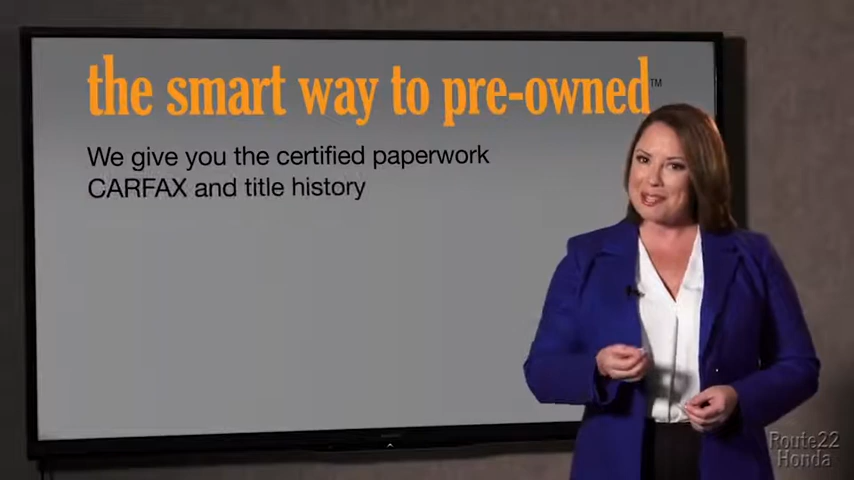 the smart way to pre-owned™
We give you the certified paperwork
CARFAX and title history
Route22
Honda